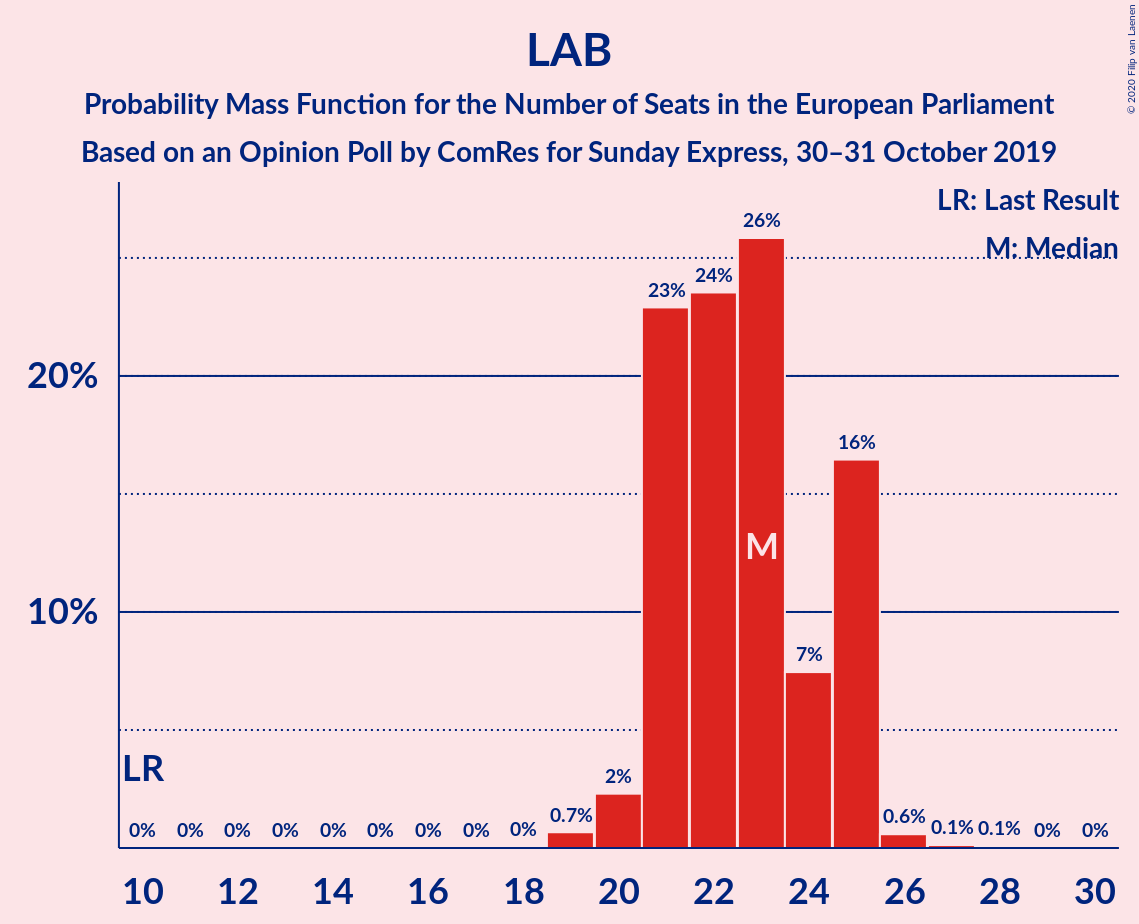 © 2020 Filip van Laenen
LAB
Probability Mass Function for the Number of Seats in the European Parliament
Based on an Opinion Poll by ComRes for Sunday Express, 30–31 October 2019
LR: Last Result
M: Median
26%
24%
23%
20%
16%
M
10%
7%
LR
2%
0% 0% 0% 0% 0% 0% 0% 0% 0% 0.7% 0.6% 0.1% 0.1% 0% 0%
10 12 14 16 18 20 22 24 26 28 30